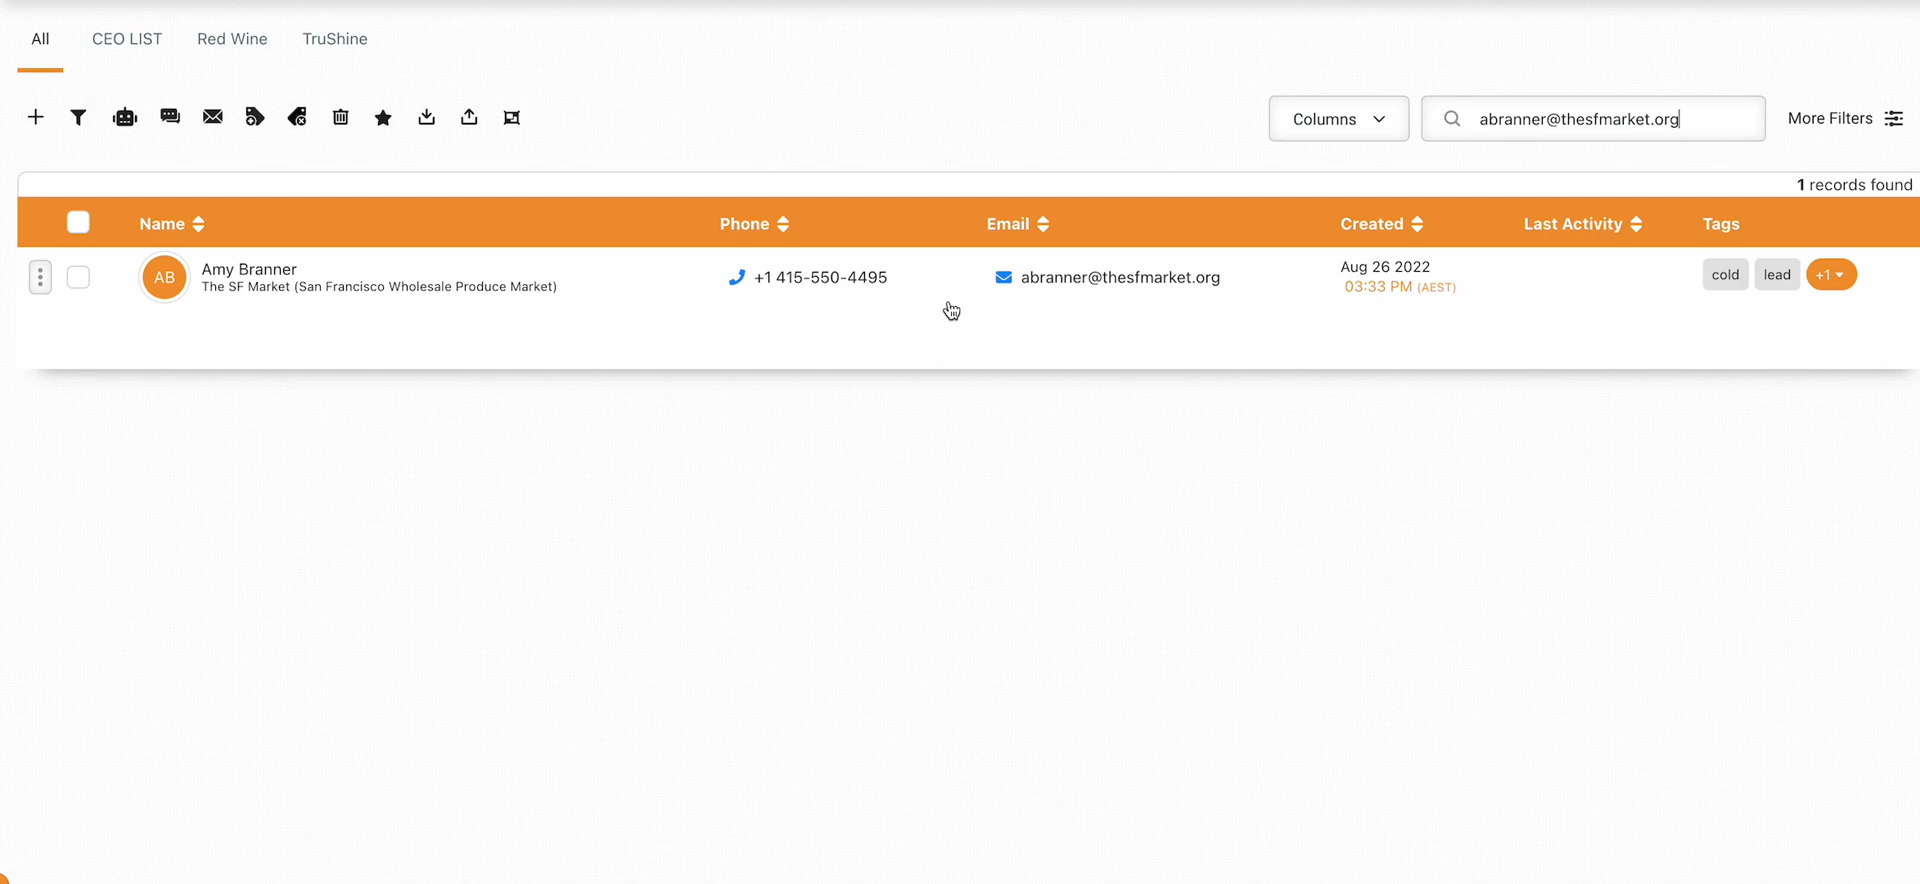 All CEO LIST Red Wine TruShine
Columns abranner@thesfmarket.org More Filters
1 records found
Name Phone Email Created Last Activity Tags
AB Amy Branner +1 415-550-4495 abranner@thesfmarket.org Aug 26 2022 cold lead +1
The SF Market (San Francisco Wholesale Produce Market) 03:33 PM (AEST)